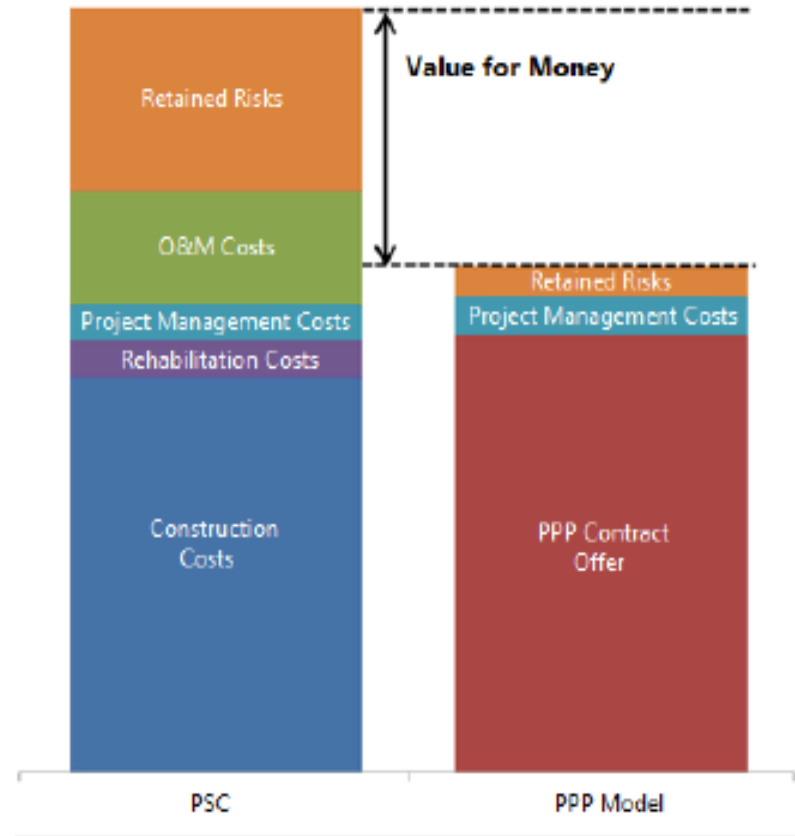 Value for Money
Retained Risks
O&M Costs
Project Management Costs
Rehabilitation Costs
Construction
Costs
Retained Risks
Project Management Costs
PPP Contract
Offer
PSC
PPP Model